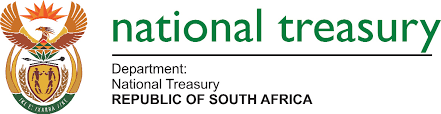 national treasury
Department:
National Treasury
REPUBLIC OF SOUTH AFRICA